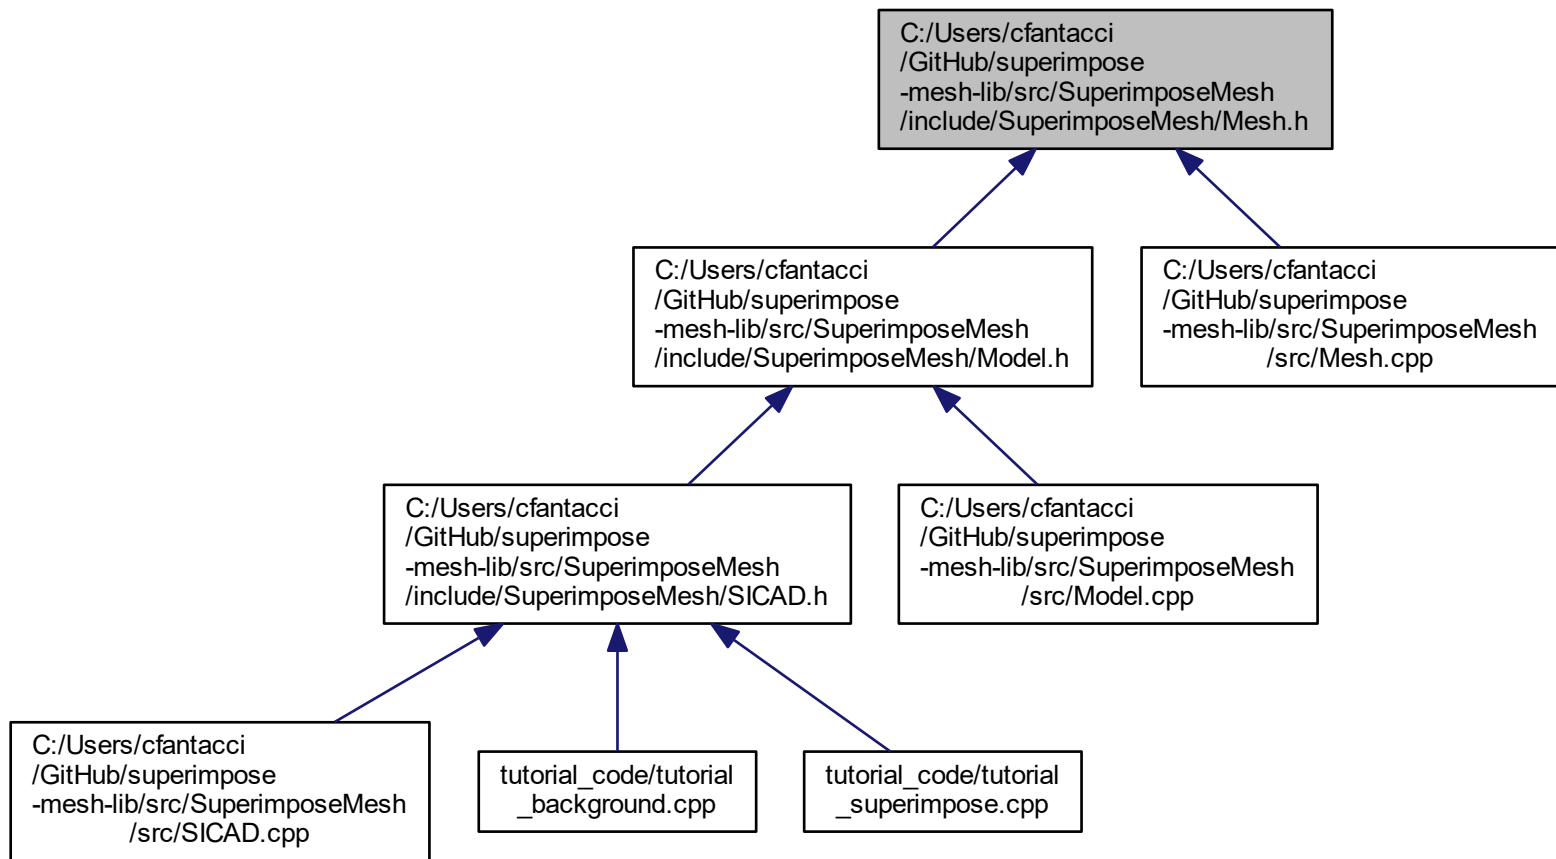 C:/Users/cfantacci
/GitHub/superimpose
-mesh-lib/src/SuperimposeMesh
/include/SuperimposeMesh/Mesh.h
C:/Users/cfantacci
/GitHub/superimpose
-mesh-lib/src/SuperimposeMesh
/include/SuperimposeMesh/Model.h
C:/Users/cfantacci
/GitHub/superimpose
-mesh-lib/src/SuperimposeMesh
/src/Mesh.cpp
C:/Users/cfantacci
/GitHub/superimpose
-mesh-lib/src/SuperimposeMesh
/include/SuperimposeMesh/SICAD.h
C:/Users/cfantacci
/GitHub/superimpose
-mesh-lib/src/SuperimposeMesh
/src/Model.cpp
C:/Users/cfantacci
/GitHub/superimpose
-mesh-lib/src/SuperimposeMesh
/src/SICAD.cpp
tutorial_code/tutorial
_background.cpp
tutorial_code/tutorial
_superimpose.cpp